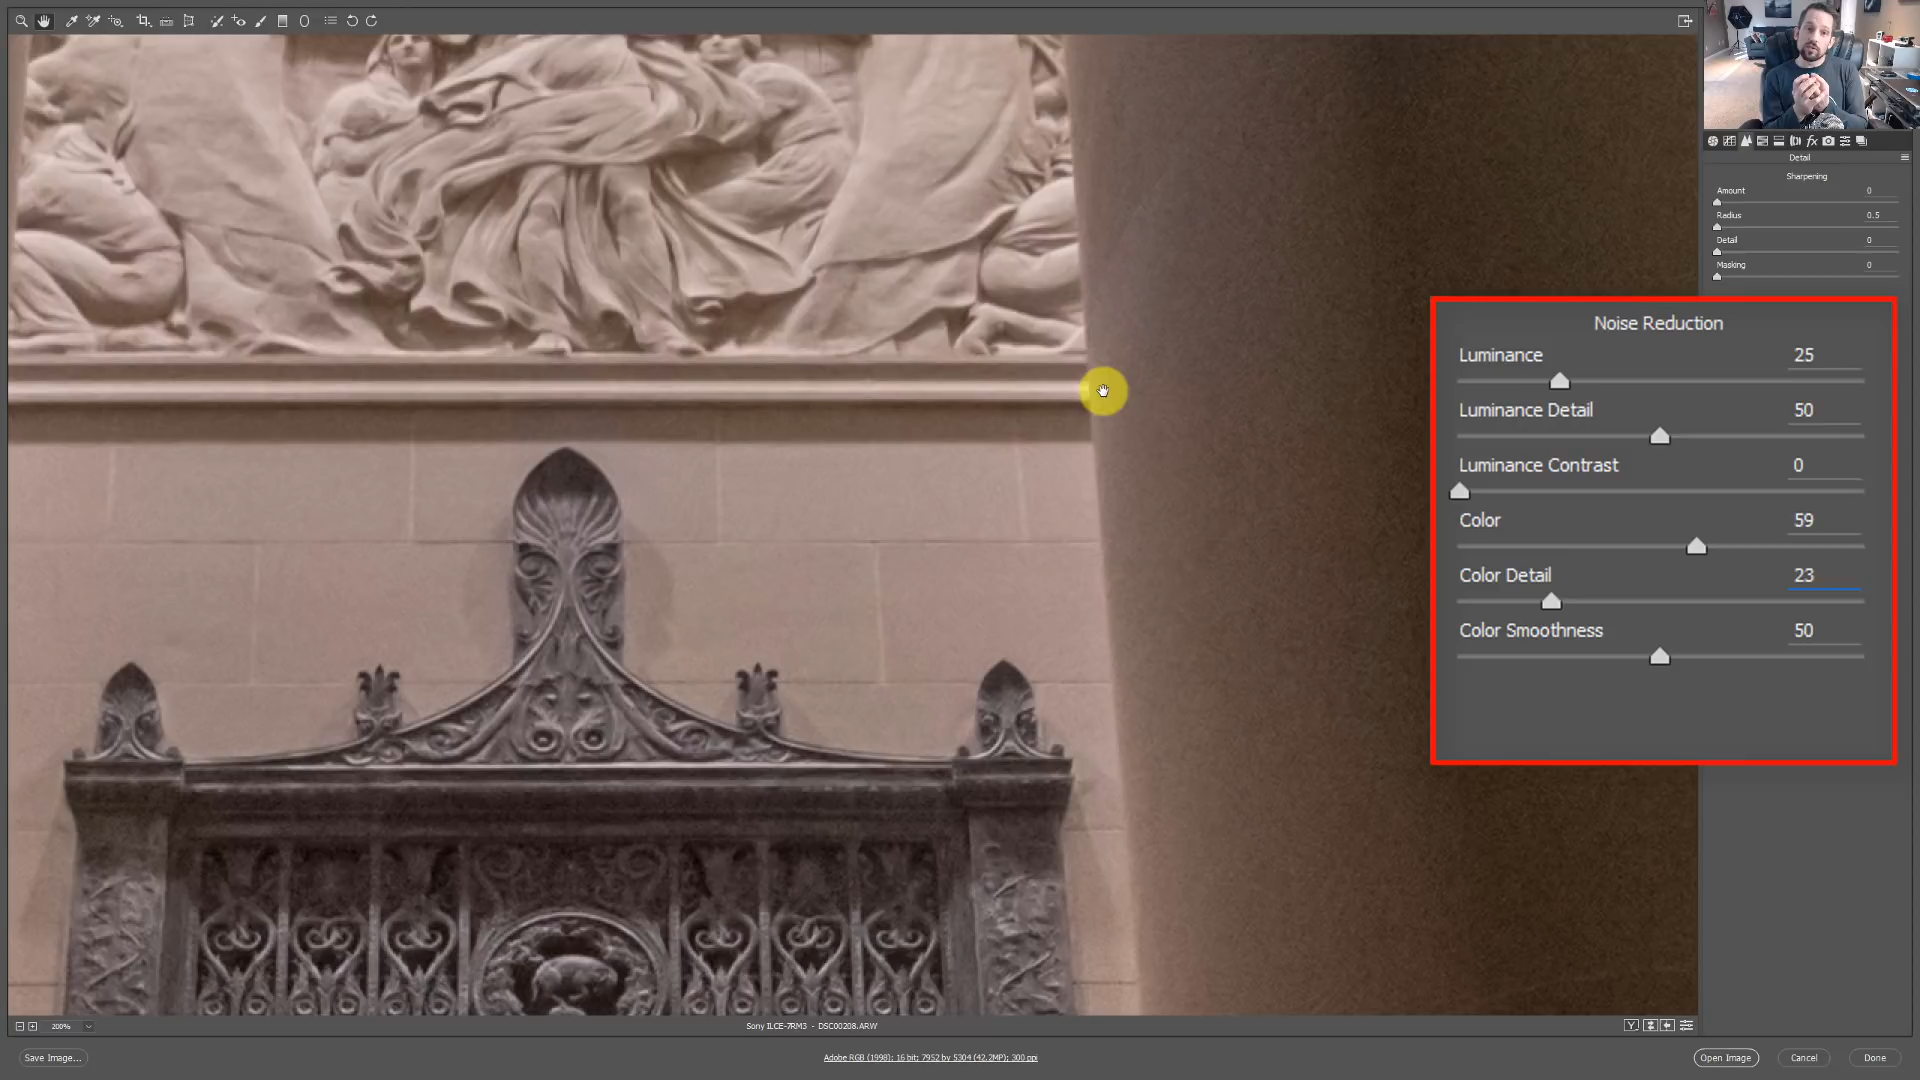 fx
Detail
Sharpening
Amount 0
Radius 0.5
Detail 0
Masking 0
Noise Reduction
Luminance 25
Luminance Detail 50
Luminance Contrast 0
Color 59
Color Detail 23
Color Smoothness 50
200%
Sony ILCE-7RM3 - DSC00208.ARW
Y
Save Image...
Adobe RGB (1998); 16 bit; 7952 by 5304 (42.2MP); 300 ppi
Open Image
Cancel
Done